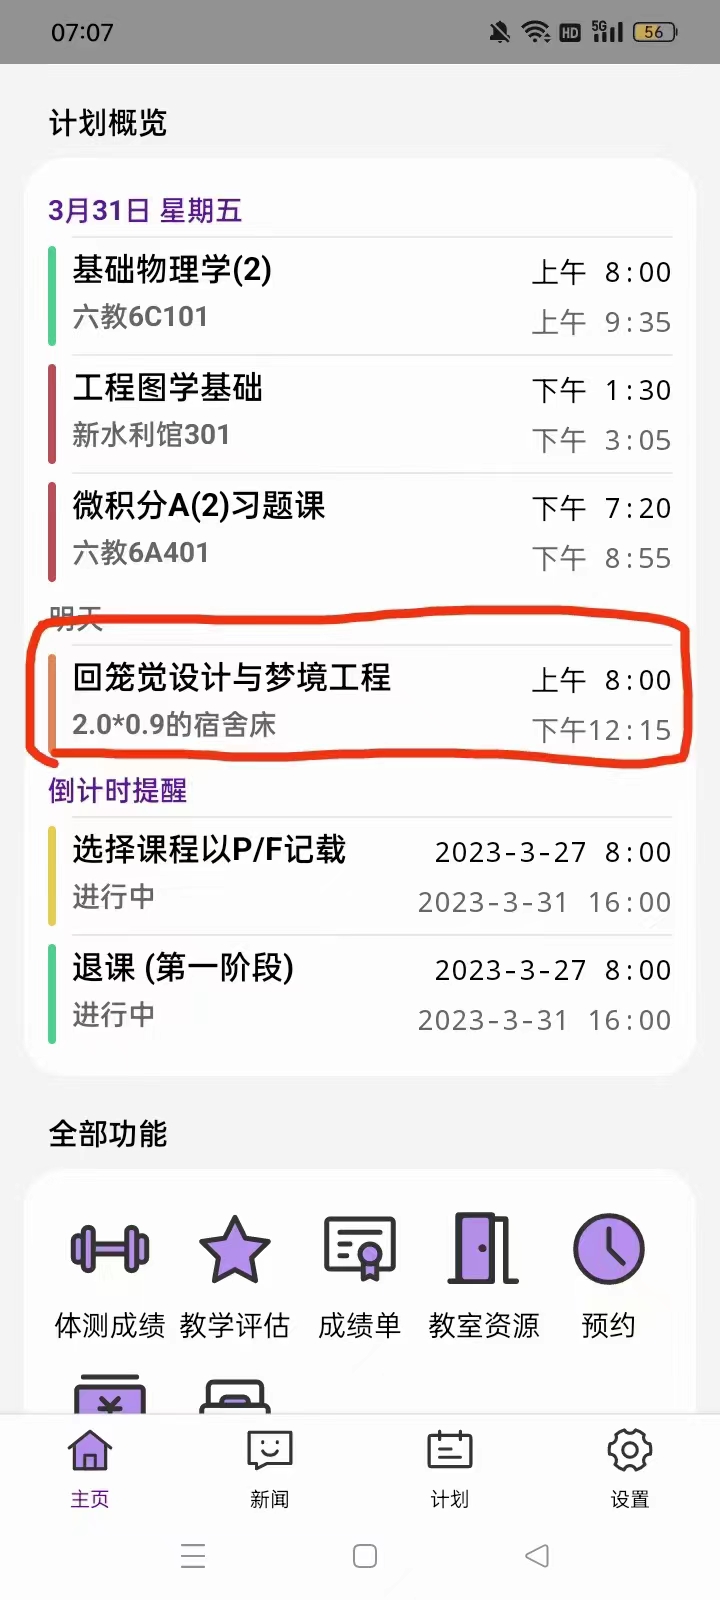 07:07
HD 5G 56
计划概览
3月31日 星期五
基础物理学(2) 上午 8:00
六教6C101 上午 9:35
工程图学基础 下午 1:30
新水利馆301 下午 3:05
微积分A(2)习题课 下午 7:20
六教6A401 下午 8:55
明天
回笼觉设计与梦境工程 上午 8:00
2.0*0.9的宿舍床 下午12:15
倒计时提醒
选择课程以P/F记载 2023-3-27 8:00
进行中 2023-3-31 16:00
退课 (第一阶段) 2023-3-27 8:00
进行中 2023-3-31 16:00
全部功能
体测成绩 教学评估 成绩单 教室资源 预约
¥
主页 新闻 计划 设置